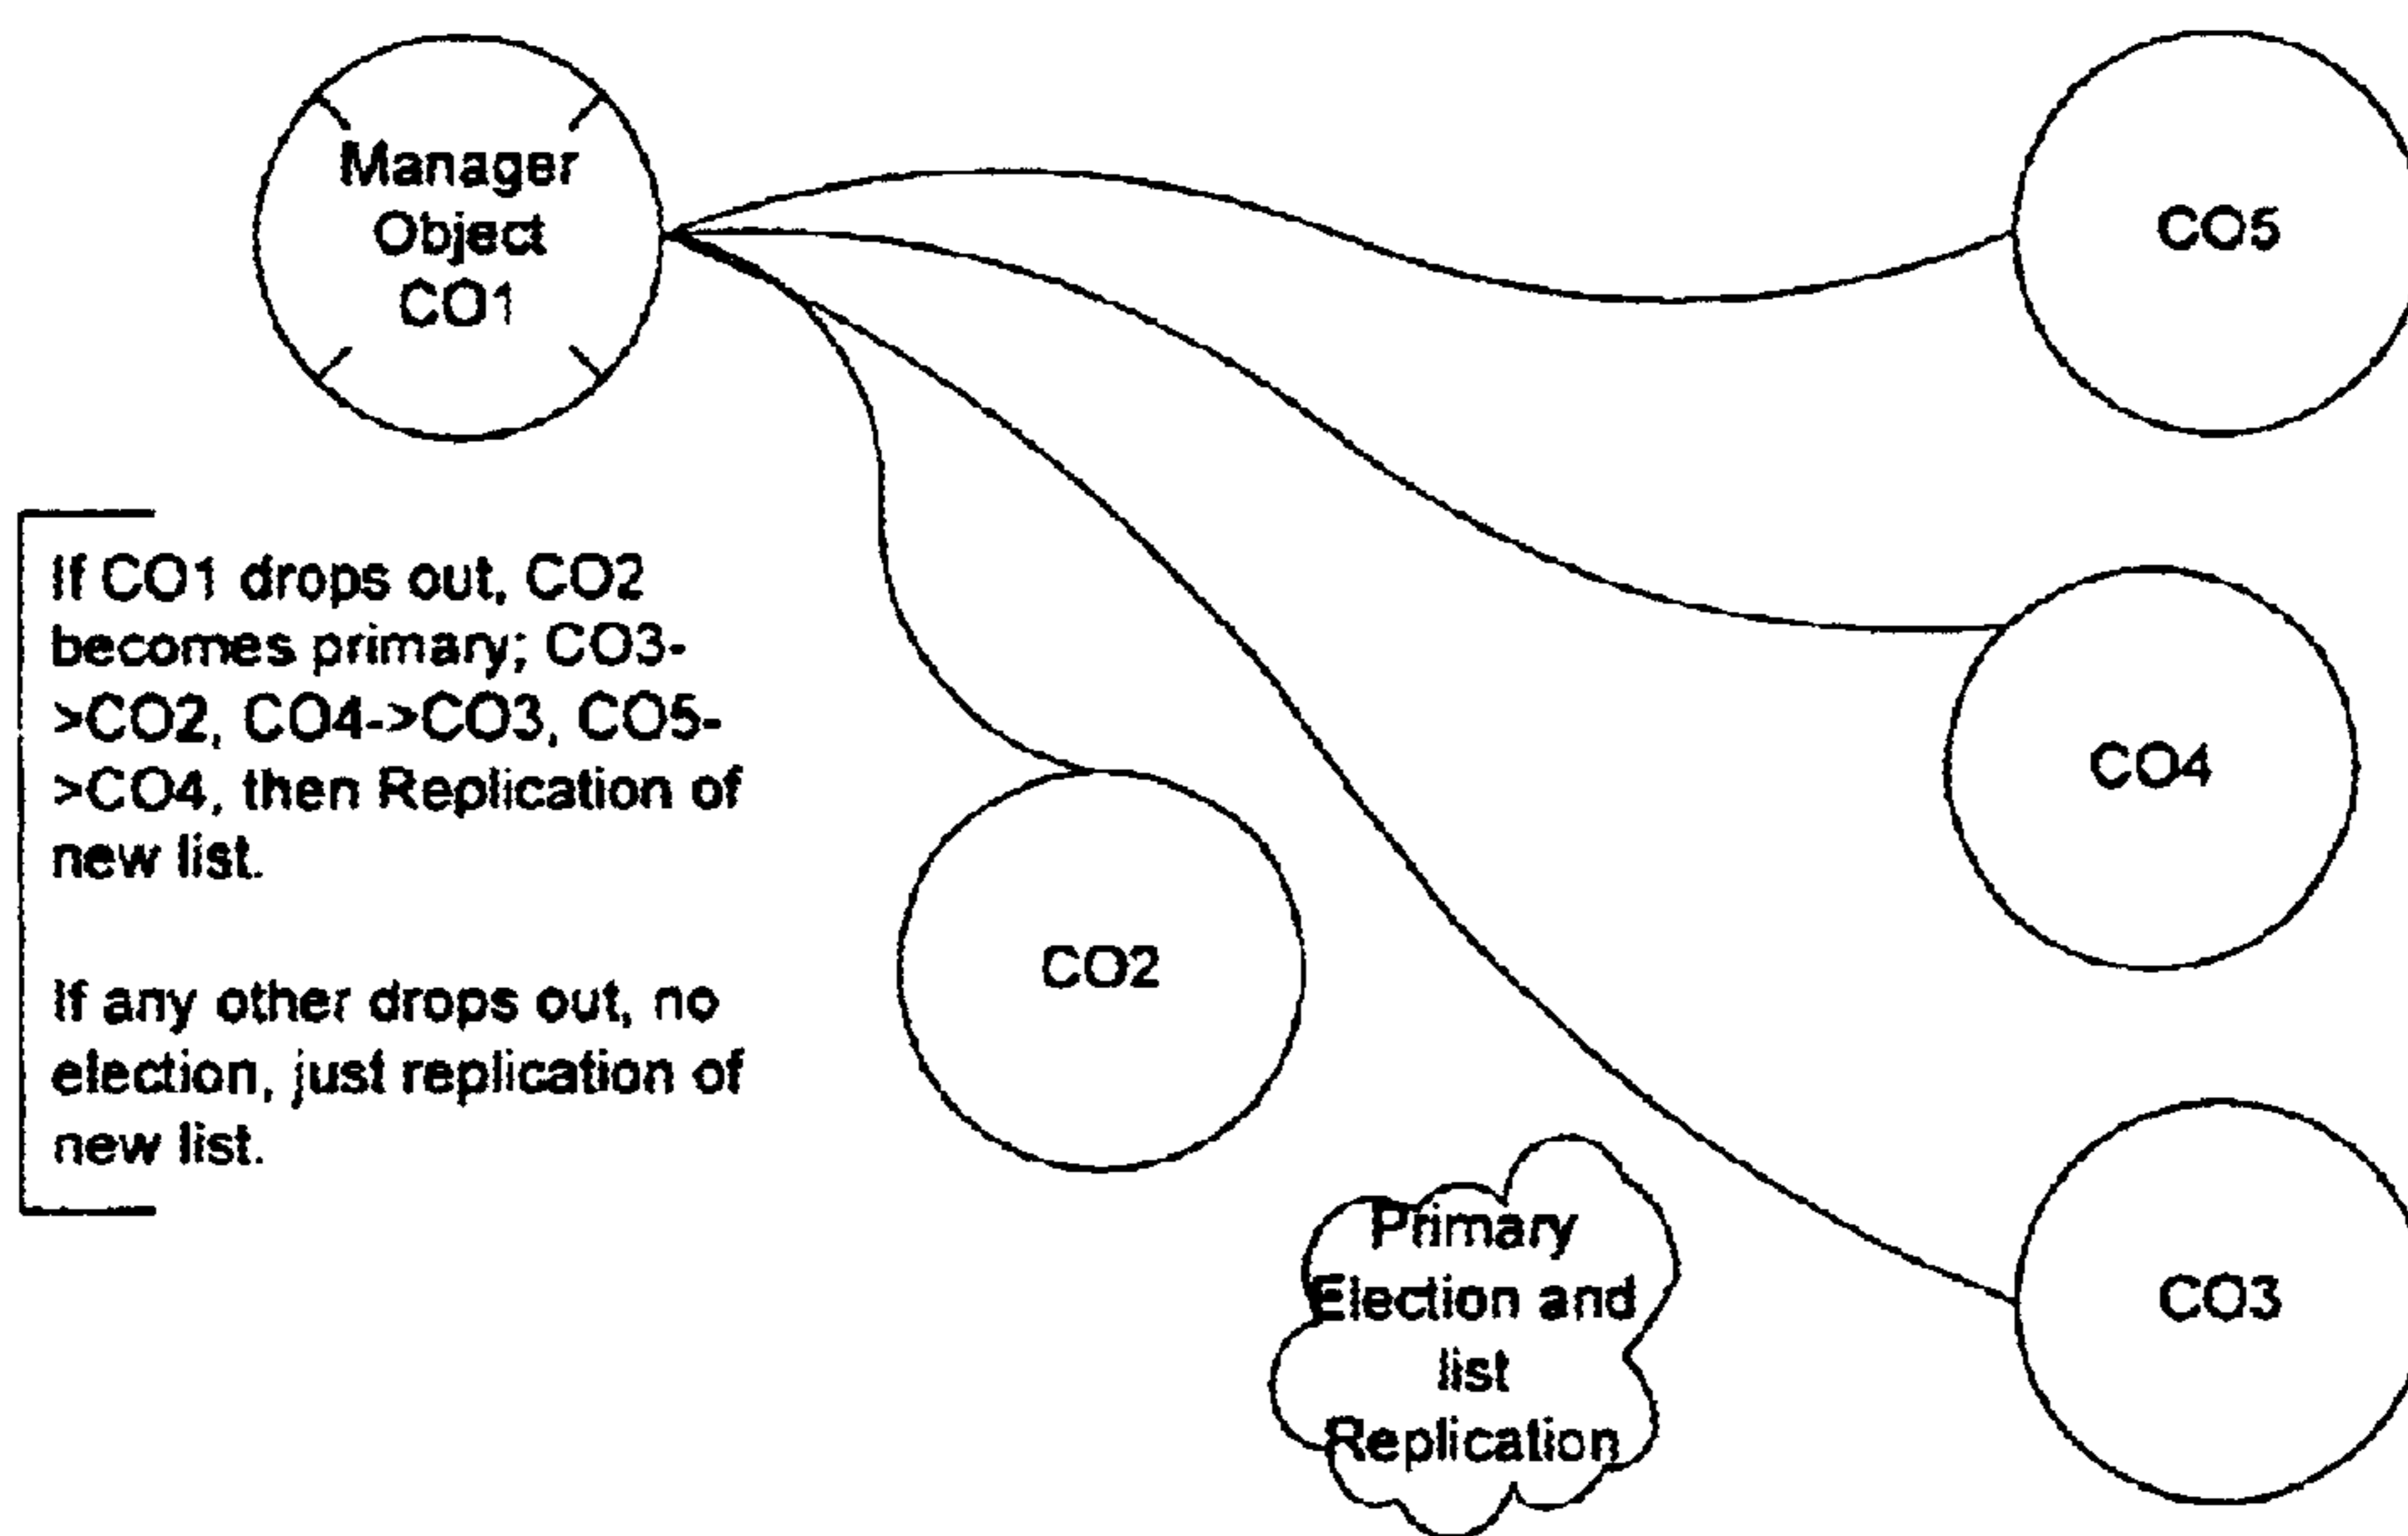 Manager
Object
CO1
CO5
If CO1 drops out, CO2
becomes primary; CO3-
>CO2, CO4->CO3, CO5-
>CO4, then Replication of
new list.
If any other drops out, no
election, just replication of
new list.
CO4
CO2
Primary
Election and
list
Replication
CO3